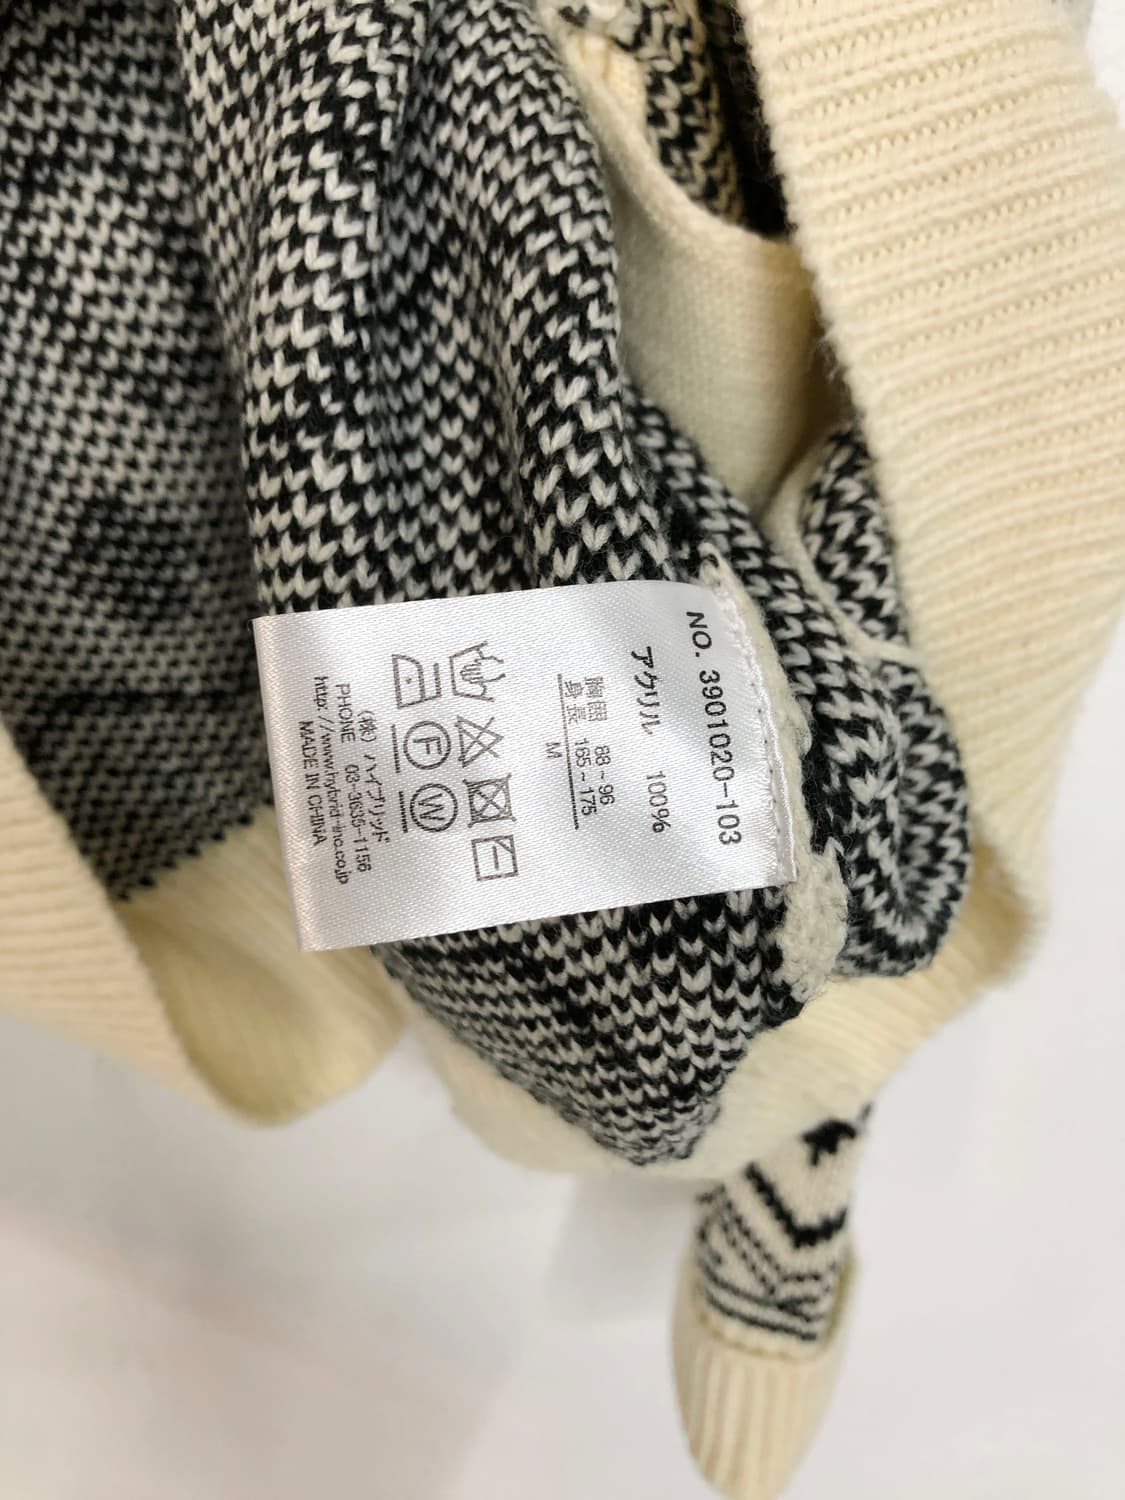 NO. 3901020-103
アクリル 100%
胸囲 88~96
身長 165~175
M
F
W
(株) ハイブリッド
PHONE 03-3635-1156
http://www.hybrid-inc.co.jp
MADE IN CHINA